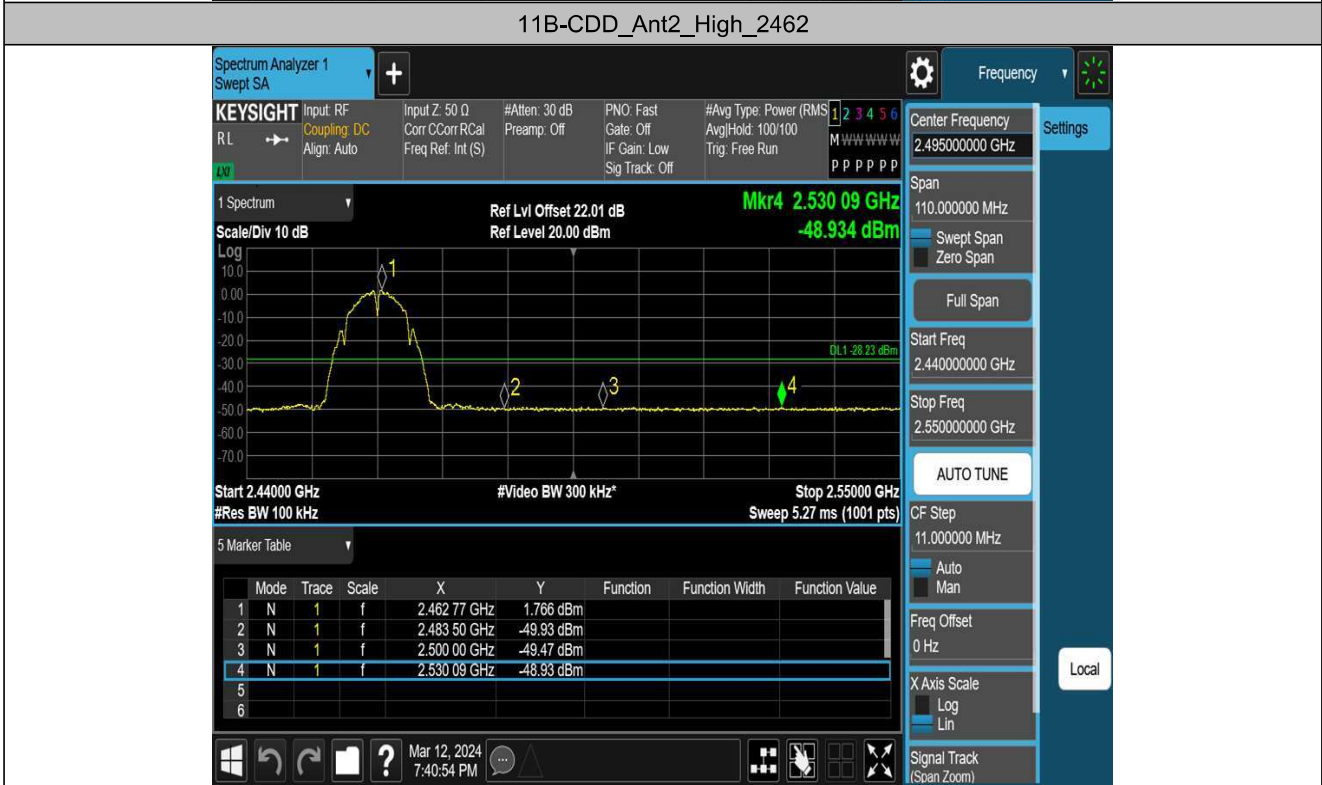 11B-CDD_Ant2_High_2462
Spectrum Analyzer 1
Swept SA
+
Frequency
KEYSIGHT
RL
LXI
Input: RF
Coupling: DC
Align: Auto
Input Z: 50 Ω
Corr CCorr RCal
Freq Ref: Int (S)
#Atten: 30 dB
Preamp: Off
PNO: Fast
Gate: Off
IF Gain: Low
Sig Track: Off
#Avg Type: Power (RMS
Avg|Hold: 100/100
Trig: Free Run
1 2 3 4 5 6
M W W W W W
P P P P P P
Settings
Center Frequency
2.495000000 GHz
Span
110.000000 MHz
Swept Span
Zero Span
Full Span
Start Freq
2.440000000 GHz
Stop Freq
2.550000000 GHz
AUTO TUNE
CF Step
11.000000 MHz
Auto
Man
Freq Offset
0 Hz
X Axis Scale
Log
Lin
Signal Track
(Span Zoom)
Local
1 Spectrum
Scale/Div 10 dB
Ref Lvl Offset 22.01 dB
Ref Level 20.00 dBm
Mkr4 2.530 09 GHz
-48.934 dBm
Log
10.0
0.00
-10.0
-20.0
-30.0
-40.0
-50.0
-60.0
-70.0
1
2
3
4
DL1 -28.23 dBm
Start 2.44000 GHz
#Res BW 100 kHz
#Video BW 300 kHz*
Stop 2.55000 GHz
Sweep 5.27 ms (1001 pts)
5 Marker Table
Mode Trace Scale X Y Function Function Width Function Value
1 N 1 f 2.462 77 GHz 1.766 dBm
2 N 1 f 2.483 50 GHz -49.93 dBm
3 N 1 f 2.500 00 GHz -49.47 dBm
4 N 1 f 2.530 09 GHz -48.93 dBm
5
6
?
Mar 12, 2024
7:40:54 PM